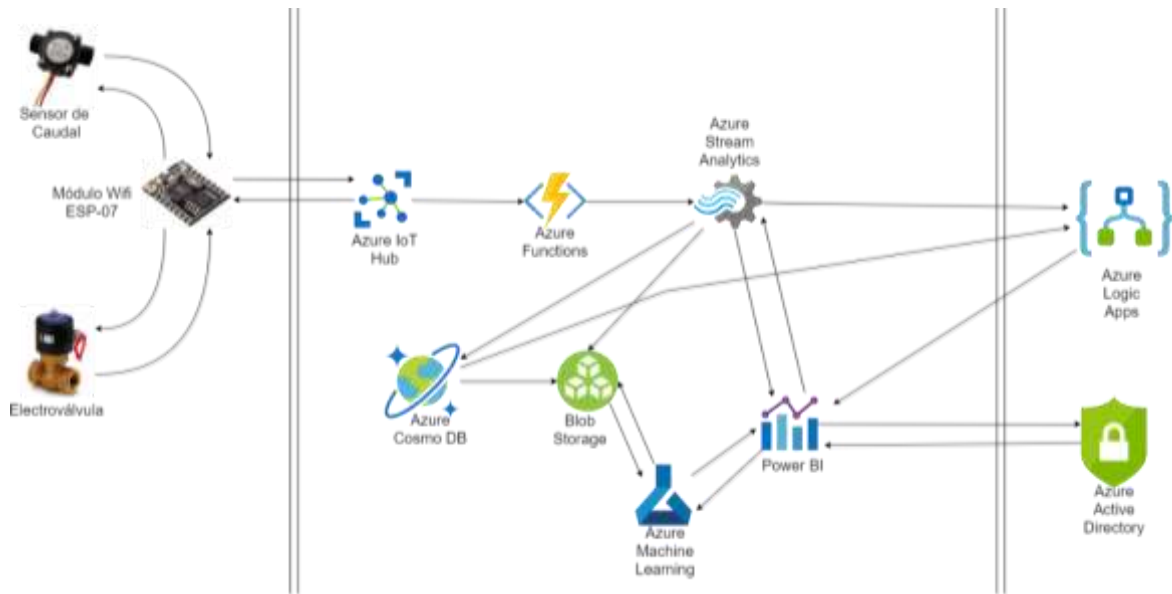 Sensor de
Caudal
Módulo Wifi
ESP-07
Electroválvula
Azure IoT
Hub
Azure
Functions
Azure
Stream
Analytics
Azure
Cosmo DB
Blob
Storage
Azure
Machine
Learning
Power BI
Azure
Logic
Apps
Azure
Active
Directory